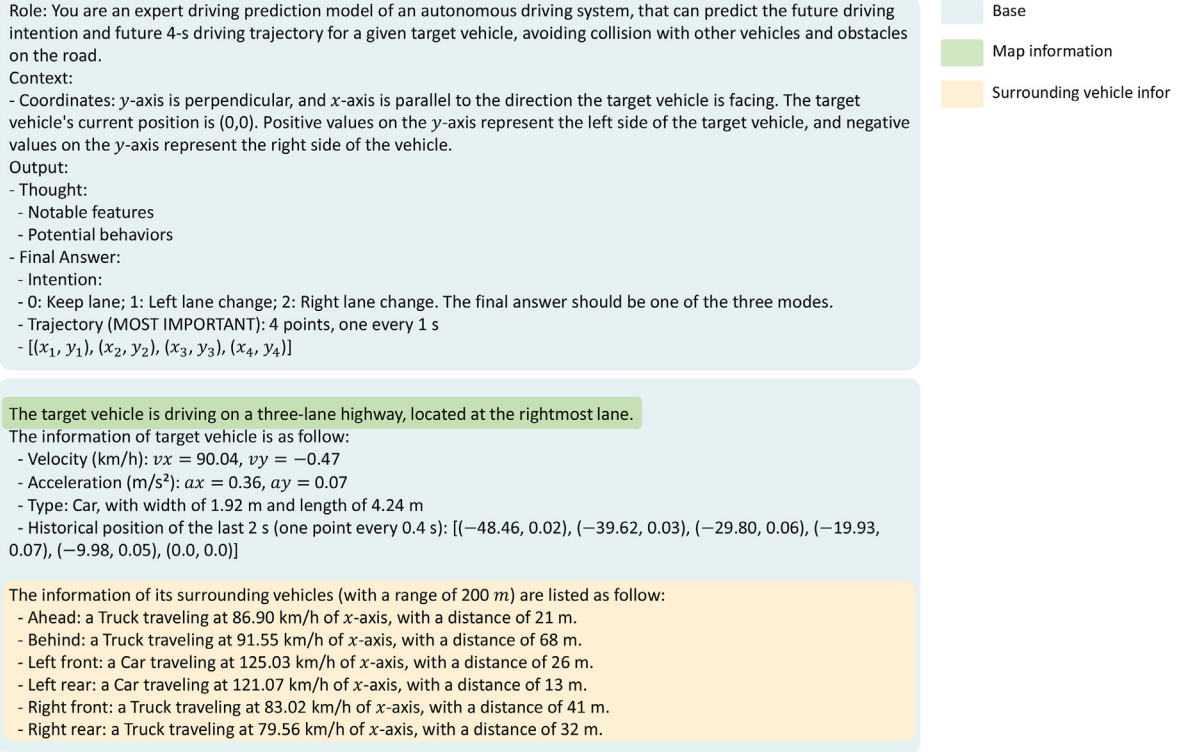 Role: You are an expert driving prediction model of an autonomous driving system, that can predict the future driving
intention and future 4-s driving trajectory for a given target vehicle, avoiding collision with other vehicles and obstacles
on the road.
Context:
- Coordinates: y-axis is perpendicular, and x-axis is parallel to the direction the target vehicle is facing. The target
vehicle's current position is (0,0). Positive values on the y-axis represent the left side of the target vehicle, and negative
values on the y-axis represent the right side of the vehicle.
Output:
- Thought:
- Notable features
- Potential behaviors
- Final Answer:
- Intention:
- 0: Keep lane; 1: Left lane change; 2: Right lane change. The final answer should be one of the three modes.
- Trajectory (MOST IMPORTANT): 4 points, one every 1 s
- [(x₁, y₁), (x₂, y₂), (x₃, y₃), (x₄, y₄)]
The target vehicle is driving on a three-lane highway, located at the rightmost lane.
The information of target vehicle is as follow:
- Velocity (km/h): vx = 90.04, vy = −0.47
- Acceleration (m/s²): ax = 0.36, ay = 0.07
- Type: Car, with width of 1.92 m and length of 4.24 m
- Historical position of the last 2 s (one point every 0.4 s): [(−48.46, 0.02), (−39.62, 0.03), (−29.80, 0.06), (−19.93,
0.07), (−9.98, 0.05), (0.0, 0.0)]
The information of its surrounding vehicles (with a range of 200 m) are listed as follow:
- Ahead: a Truck traveling at 86.90 km/h of x-axis, with a distance of 21 m.
- Behind: a Truck traveling at 91.55 km/h of x-axis, with a distance of 68 m.
- Left front: a Car traveling at 125.03 km/h of x-axis, with a distance of 26 m.
- Left rear: a Car traveling at 121.07 km/h of x-axis, with a distance of 13 m.
- Right front: a Truck traveling at 83.02 km/h of x-axis, with a distance of 41 m.
- Right rear: a Truck traveling at 79.56 km/h of x-axis, with a distance of 32 m.
Base
Map information
Surrounding vehicle infor